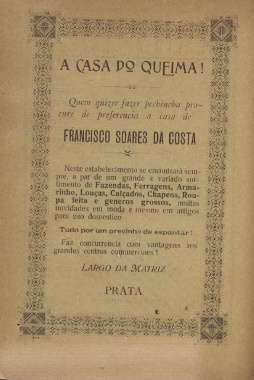 A CASA DO QUEIMA!
Quem quizer fazer pechincha pro-
cure de preferencia a casa de
FRANCISCO SOARES DA COSTA
Neste estabelecimento se encontrará sem-
pre, a par de um grande e variado sor-
timento de Fazendas, Ferragens, Arma-
rinho, Louças, Calçados, Chapeus, Rou-
pa feita e generos grossos, muitas
novidades em moda e mesmo em artigos
para uso domestico
Tudo por um precinho de espantar!
Faz concurrencia com vantagens aos
grandes centros commerciaes!
LARGO DA MATRIZ
PRATA